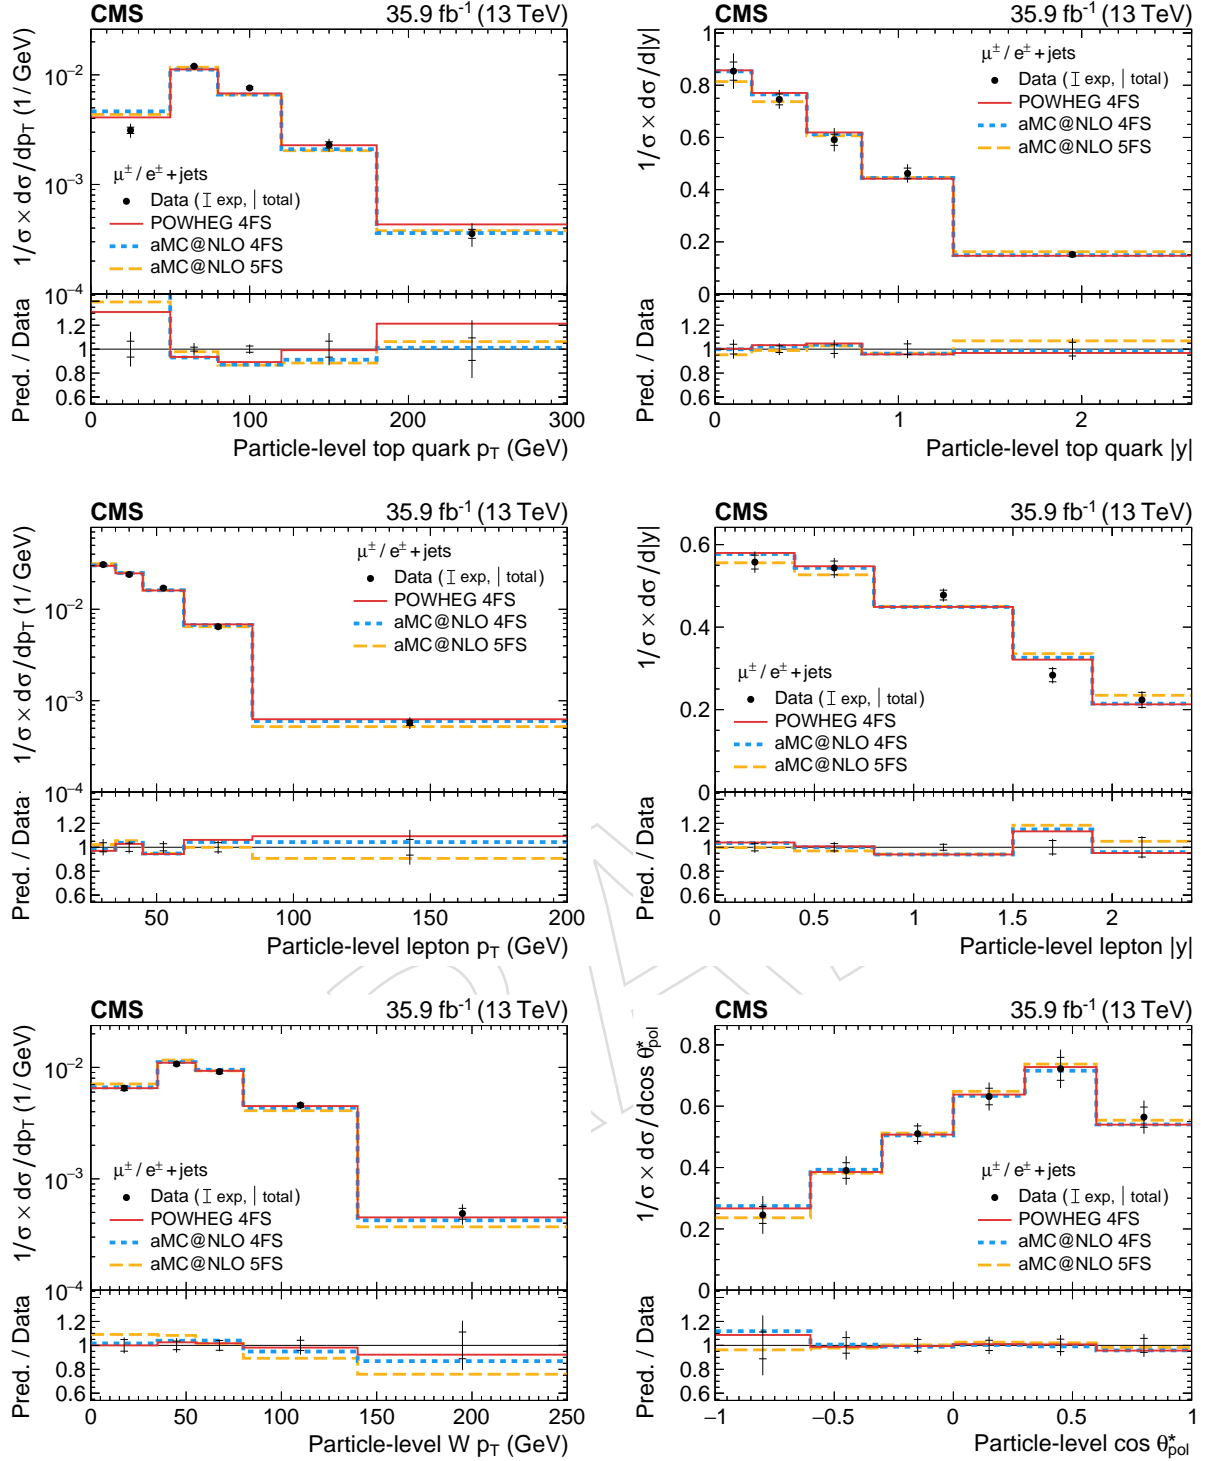 CMS 35.9 fb-1 (13 TeV)
1/σ × dσ/dpT (1/GeV)
10−2
10−3
10−4
μ± / e± + jets
Data (I exp, | total)
POWHEG 4FS
aMC@NLO 4FS
aMC@NLO 5FS
Pred. / Data
1.2
1
0.8
0.6
0 100 200 300
Particle-level top quark pT (GeV)
CMS 35.9 fb-1 (13 TeV)
1/σ × dσ/d|y|
1
0.8
0.6
0.4
0.2
0
μ± / e± + jets
Data (I exp, | total)
POWHEG 4FS
aMC@NLO 4FS
aMC@NLO 5FS
Pred. / Data
1.2
1
0.8
0.6
0 1 2
Particle-level top quark |y|
CMS 35.9 fb-1 (13 TeV)
1/σ × dσ/dpT (1/GeV)
10−2
10−3
10−4
μ± / e± + jets
Data (I exp, | total)
POWHEG 4FS
aMC@NLO 4FS
aMC@NLO 5FS
Pred. / Data
1.2
1
0.8
0.6
50 100 150 200
Particle-level lepton pT (GeV)
CMS 35.9 fb-1 (13 TeV)
1/σ × dσ/d|y|
0.6
0.4
0.2
0
μ± / e± + jets
Data (I exp, | total)
POWHEG 4FS
aMC@NLO 4FS
aMC@NLO 5FS
Pred. / Data
1.2
1
0.8
0.6
0 0.5 1 1.5 2
Particle-level lepton |y|
CMS 35.9 fb-1 (13 TeV)
1/σ × dσ/dpT (1/GeV)
10−2
10−3
10−4
μ± / e± + jets
Data (I exp, | total)
POWHEG 4FS
aMC@NLO 4FS
aMC@NLO 5FS
Pred. / Data
1.2
1
0.8
0.6
0 50 100 150 200 250
Particle-level W pT (GeV)
CMS 35.9 fb-1 (13 TeV)
1/σ × dσ/dcos θ*pol
0.8
0.6
0.4
0.2
0
μ± / e± + jets
Data (I exp, | total)
POWHEG 4FS
aMC@NLO 4FS
aMC@NLO 5FS
Pred. / Data
1.2
1
0.8
0.6
−1 −0.5 0 0.5 1
Particle-level cos θ*pol